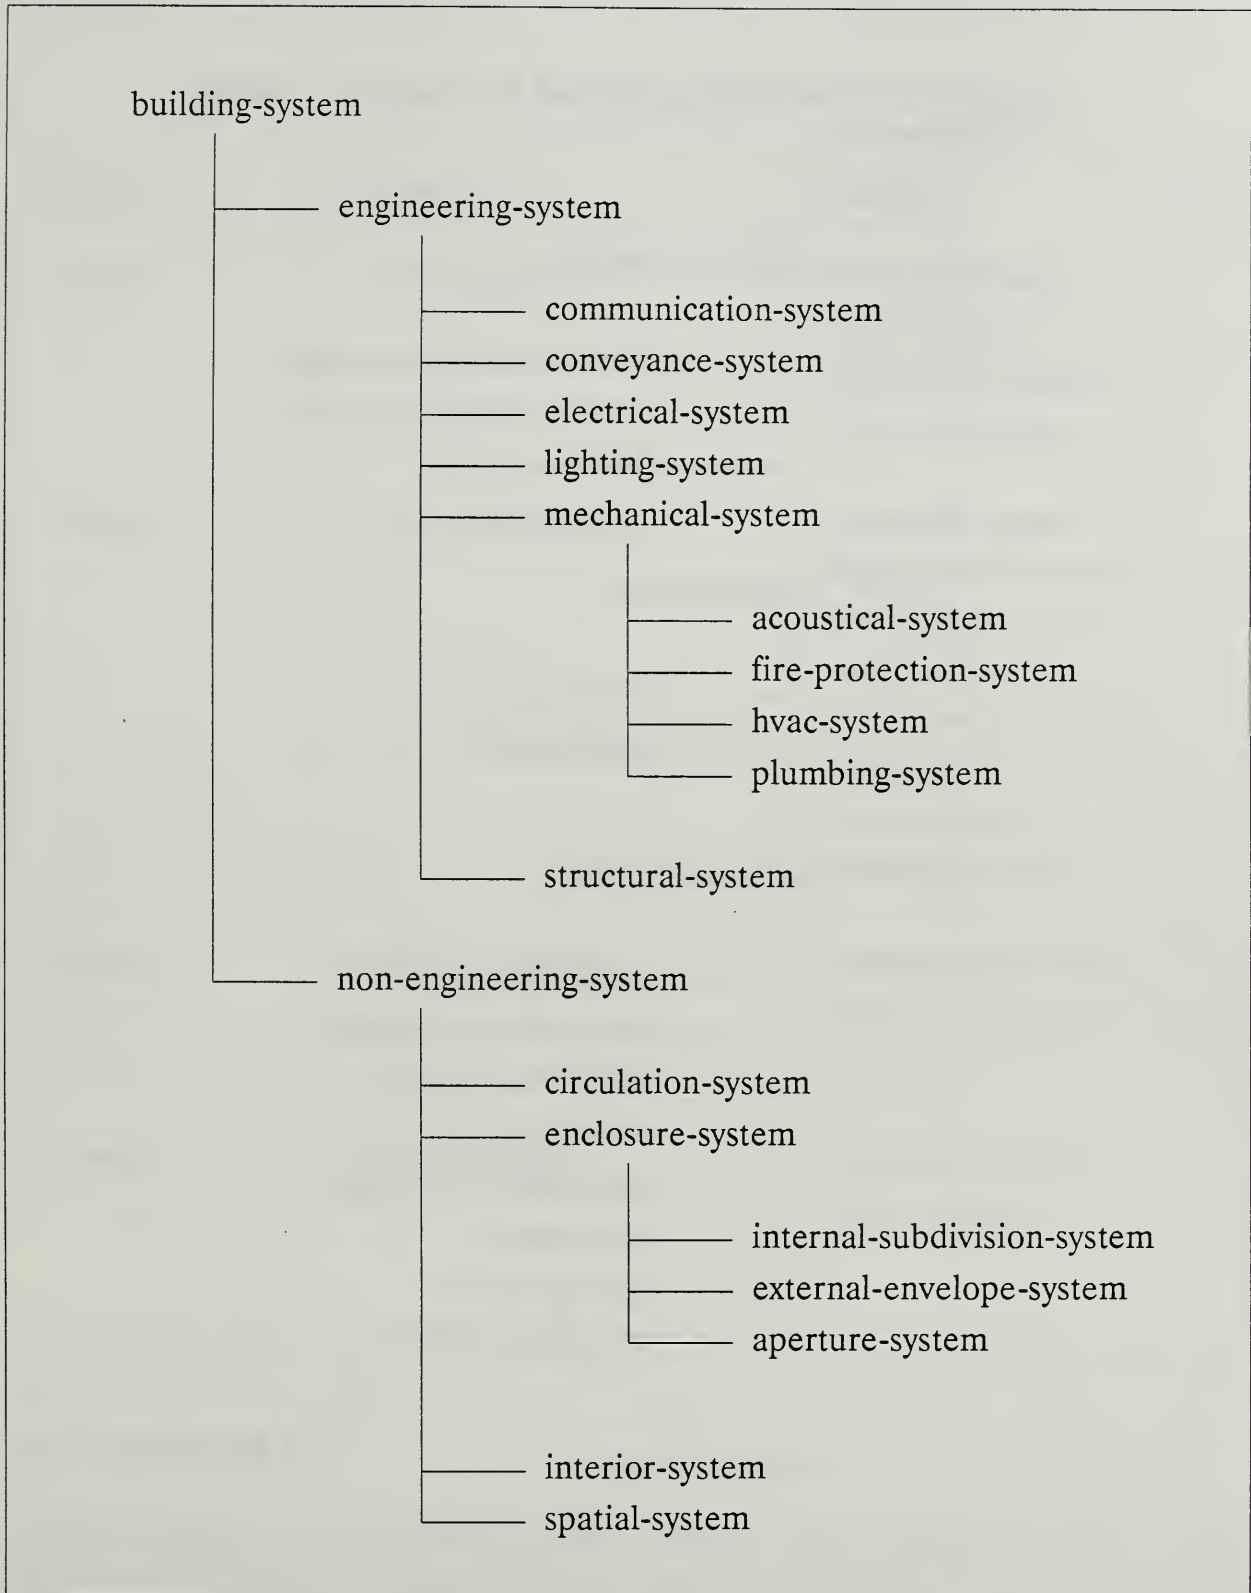 building-system
engineering-system
communication-system
conveyance-system
electrical-system
lighting-system
mechanical-system
acoustical-system
fire-protection-system
hvac-system
plumbing-system
structural-system
non-engineering-system
circulation-system
enclosure-system
internal-subdivision-system
external-envelope-system
aperture-system
interior-system
spatial-system